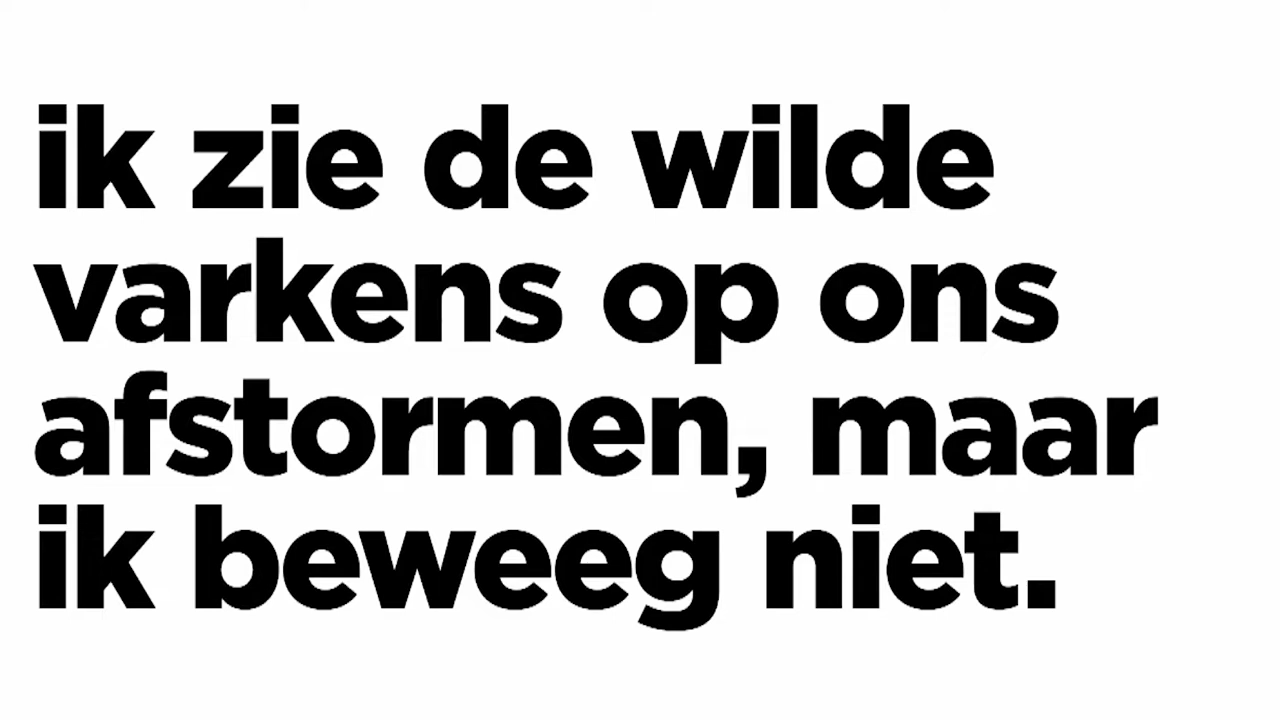 ik zie de wilde
varkens op ons
afstormen, maar
ik beweeg niet.